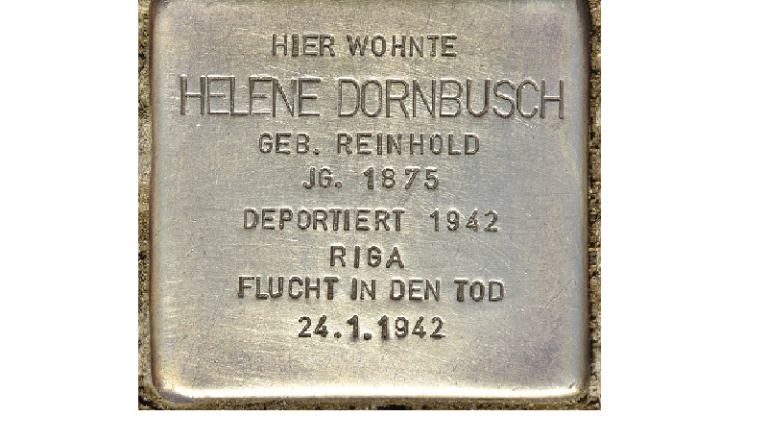 HIER WOHNTE
HELENE DORNBUSCH
GEB. REINHOLD
JG. 1875
DEPORTIERT 1942
RIGA
FLUCHT IN DEN TOD
24.1.1942